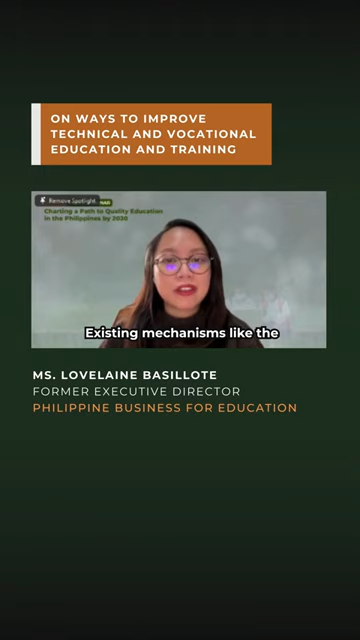 ON WAYS TO IMPROVE
TECHNICAL AND VOCATIONAL
EDUCATION AND TRAINING
Remove Spotlight
NAR
Charting a Path to Quality Education
in the Philippines by 2030
Existing mechanisms like the
MS. LOVELAINE BASILLOTE
FORMER EXECUTIVE DIRECTOR
PHILIPPINE BUSINESS FOR EDUCATION